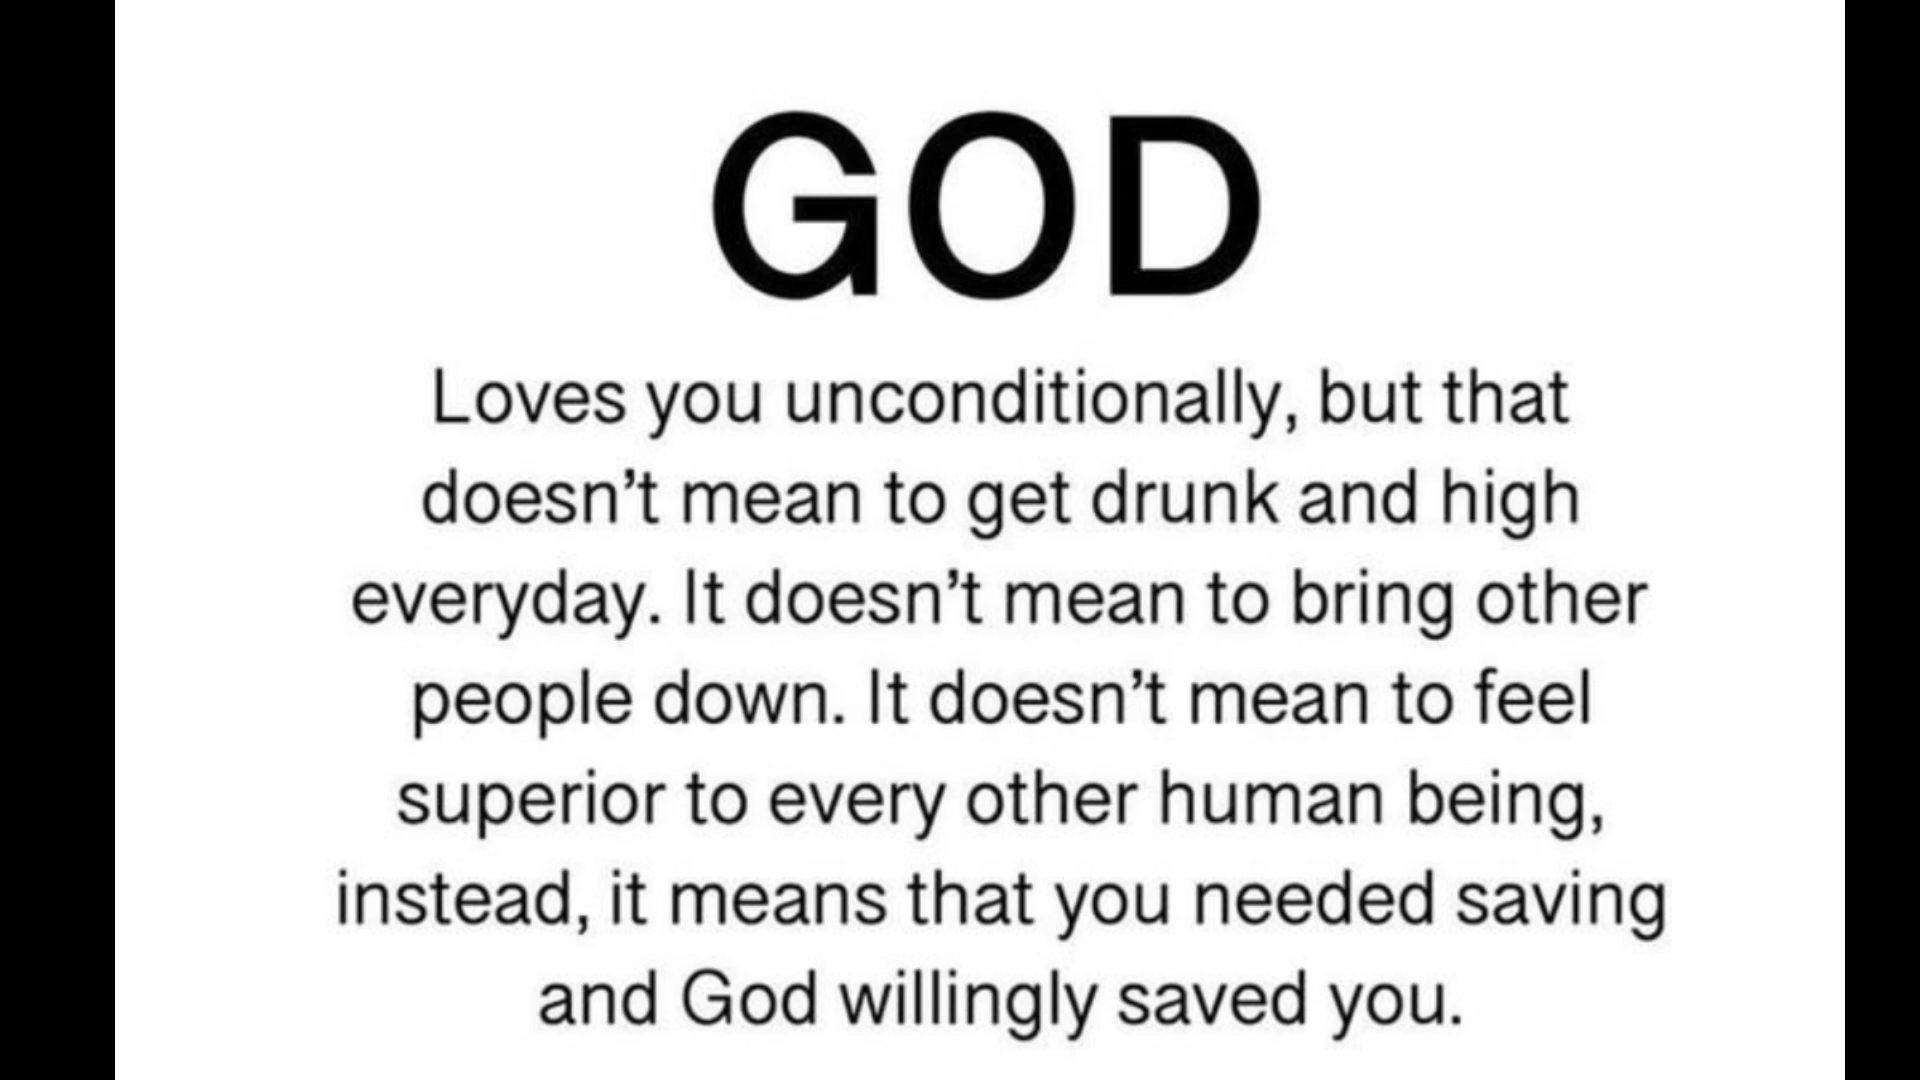 GOD
Loves you unconditionally, but that
doesn’t mean to get drunk and high
everyday. It doesn’t mean to bring other
people down. It doesn’t mean to feel
superior to every other human being,
instead, it means that you needed saving
and God willingly saved you.